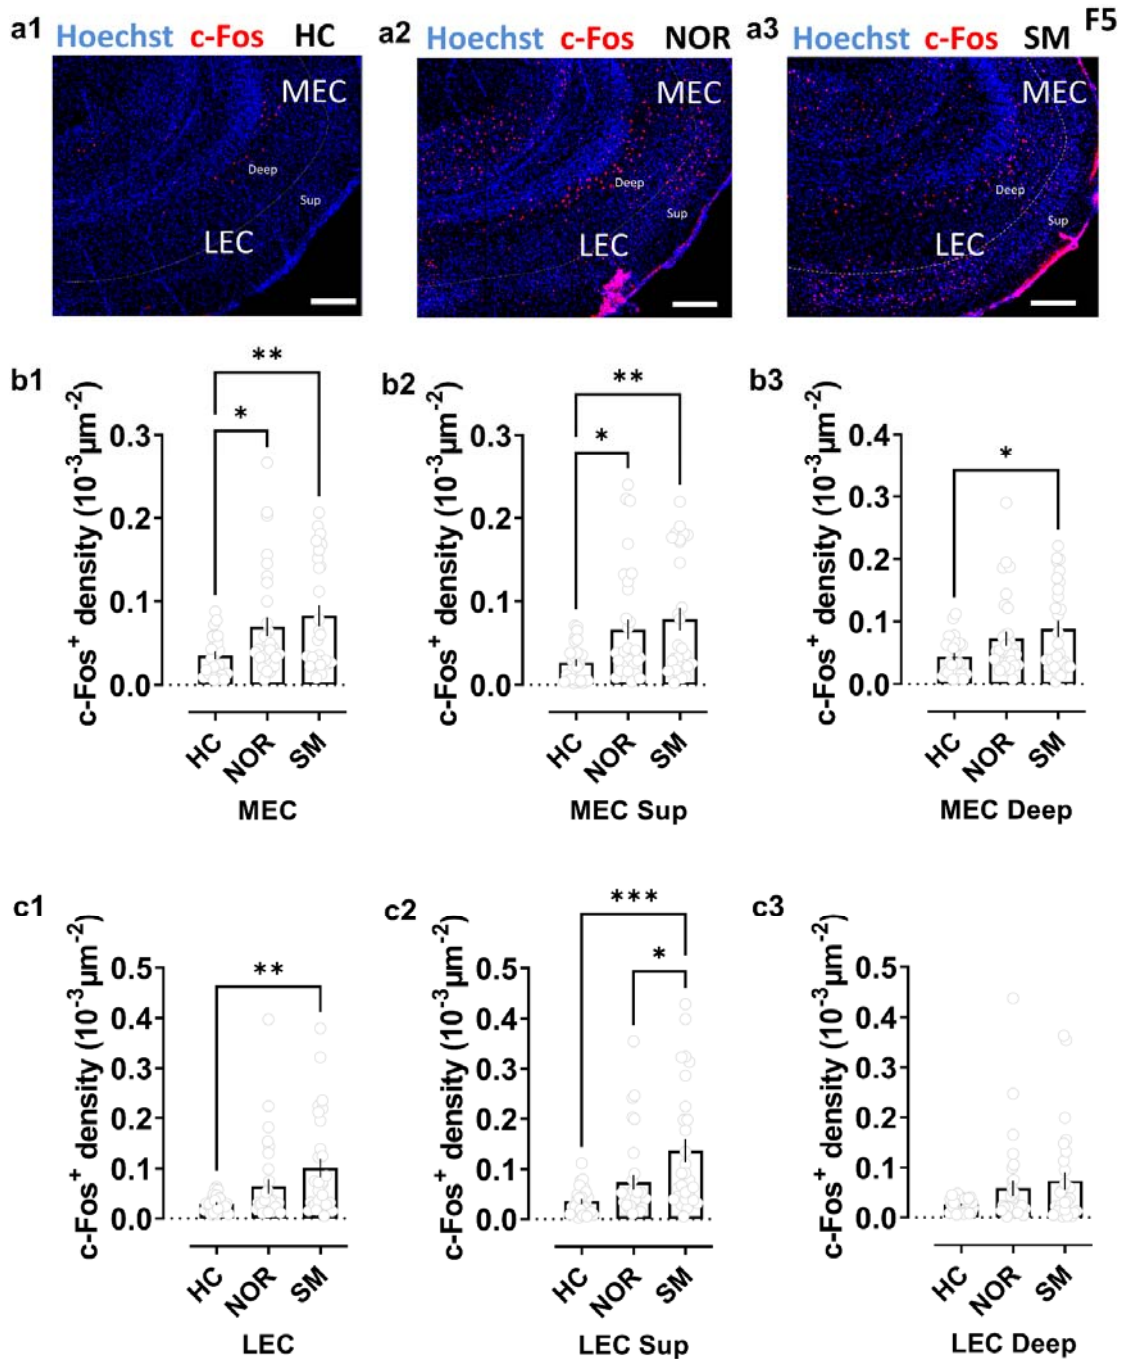 a1 Hoechst c-Fos HC
a2 Hoechst c-Fos NOR
a3 Hoechst c-Fos SM
F5
MEC
Deep
Sup
LEC
MEC
Deep
Sup
LEC
MEC
Deep
Sup
LEC
b1
c-Fos⁺ density (10⁻³µm⁻²)
0.3
0.2
0.1
0.0
**
*
HC NOR SM
MEC
b2
c-Fos⁺ density (10⁻³µm⁻²)
0.3
0.2
0.1
0.0
**
*
HC NOR SM
MEC Sup
b3
c-Fos⁺ density (10⁻³µm⁻²)
0.4
0.3
0.2
0.1
0.0
*
HC NOR SM
MEC Deep
c1
c-Fos⁺ density (10⁻³µm⁻²)
0.5
0.4
0.3
0.2
0.1
0.0
**
HC NOR SM
LEC
c2
c-Fos⁺ density (10⁻³µm⁻²)
0.5
0.4
0.3
0.2
0.1
0.0
***
*
HC NOR SM
LEC Sup
c3
c-Fos⁺ density (10⁻³µm⁻²)
0.5
0.4
0.3
0.2
0.1
0.0
HC NOR SM
LEC Deep